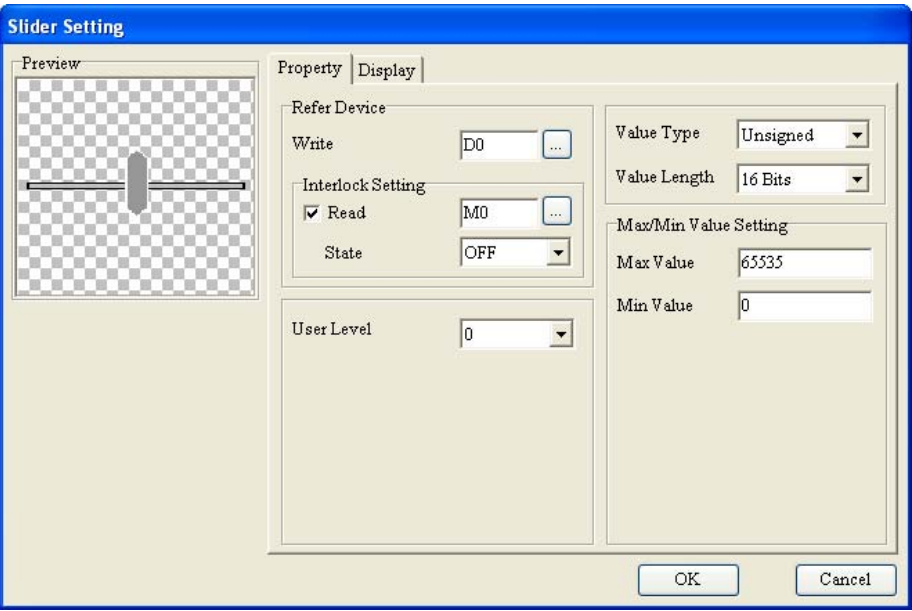 Slider Setting
Preview
Property
Display
Refer Device
Write
D0
...
Interlock Setting
Read
M0
...
State
OFF
User Level
0
Value Type
Unsigned
Value Length
16 Bits
Max/Min Value Setting
Max Value
65535
Min Value
0
OK
Cancel